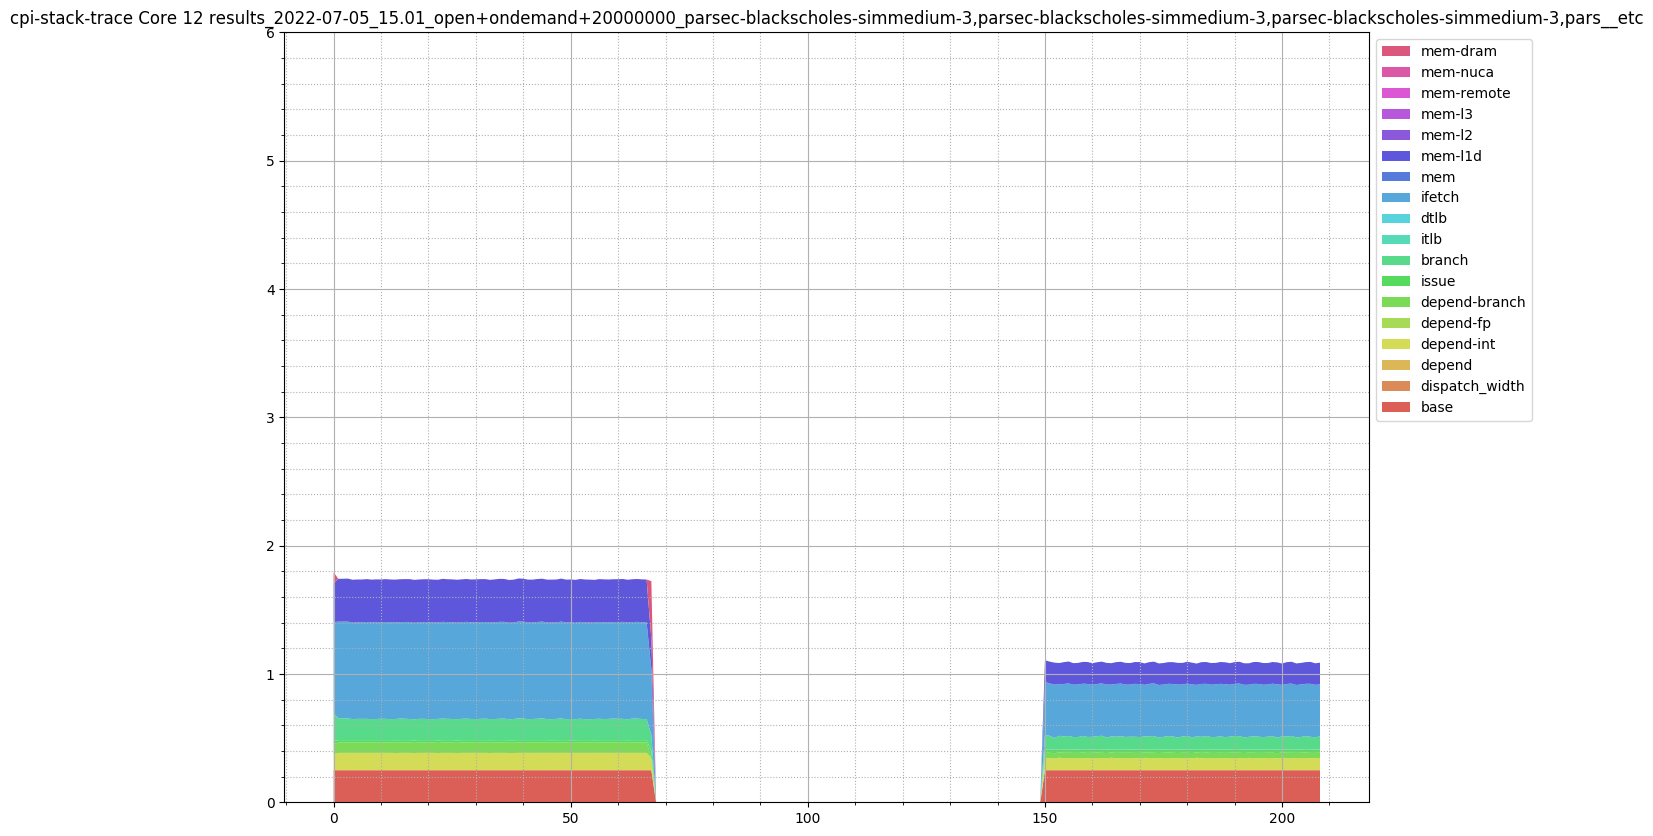 cpi-stack-trace Core 12 results_2022-07-05_15.01_open+ondemand+20000000_parsec-blackscholes-simmedium-3,parsec-blackscholes-simmedium-3,parsec-blackscholes-simmedium-3,pars__etc
6
5
4
3
2
1
0
0
50
100
150
200
mem-dram
mem-nuca
mem-remote
mem-l3
mem-l2
mem-l1d
mem
ifetch
dtlb
itlb
branch
issue
depend-branch
depend-fp
depend-int
depend
dispatch_width
base